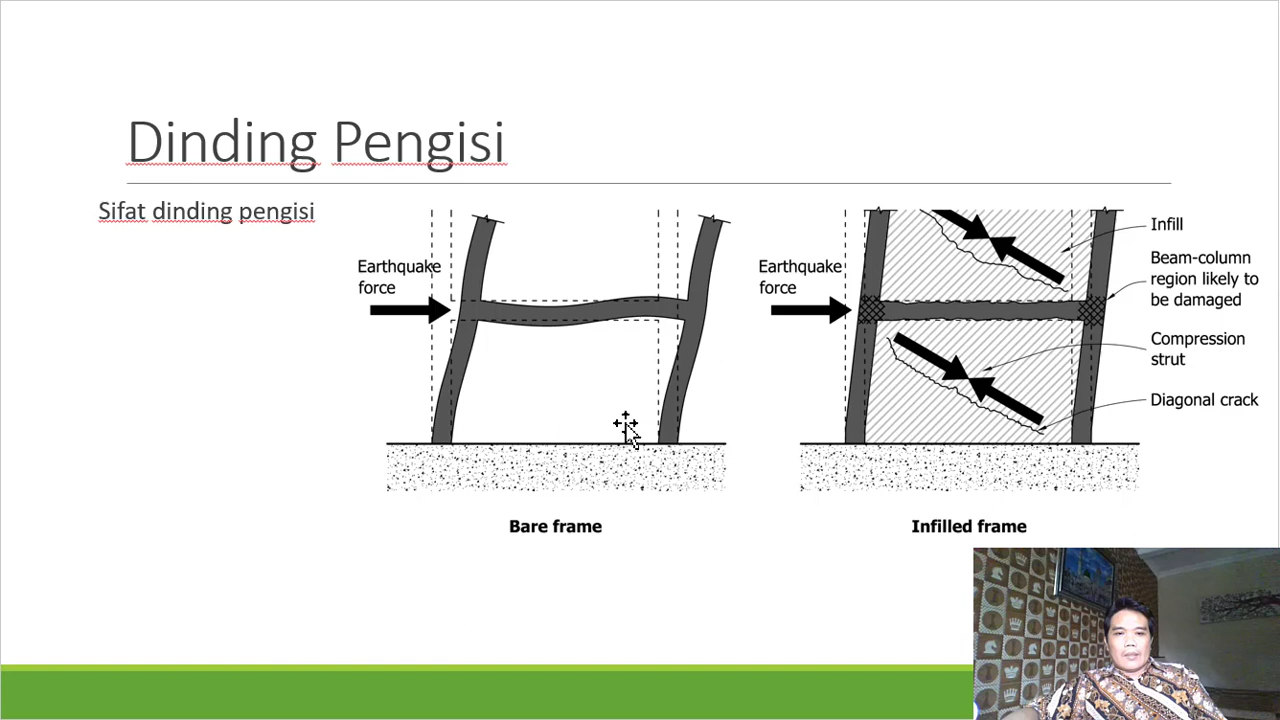 Dinding Pengisi
Sifat dinding pengisi
Earthquake
force
Bare frame
Earthquake
force
Infill
Beam-column
region likely to
be damaged
Compression
strut
Diagonal crack
Infilled frame